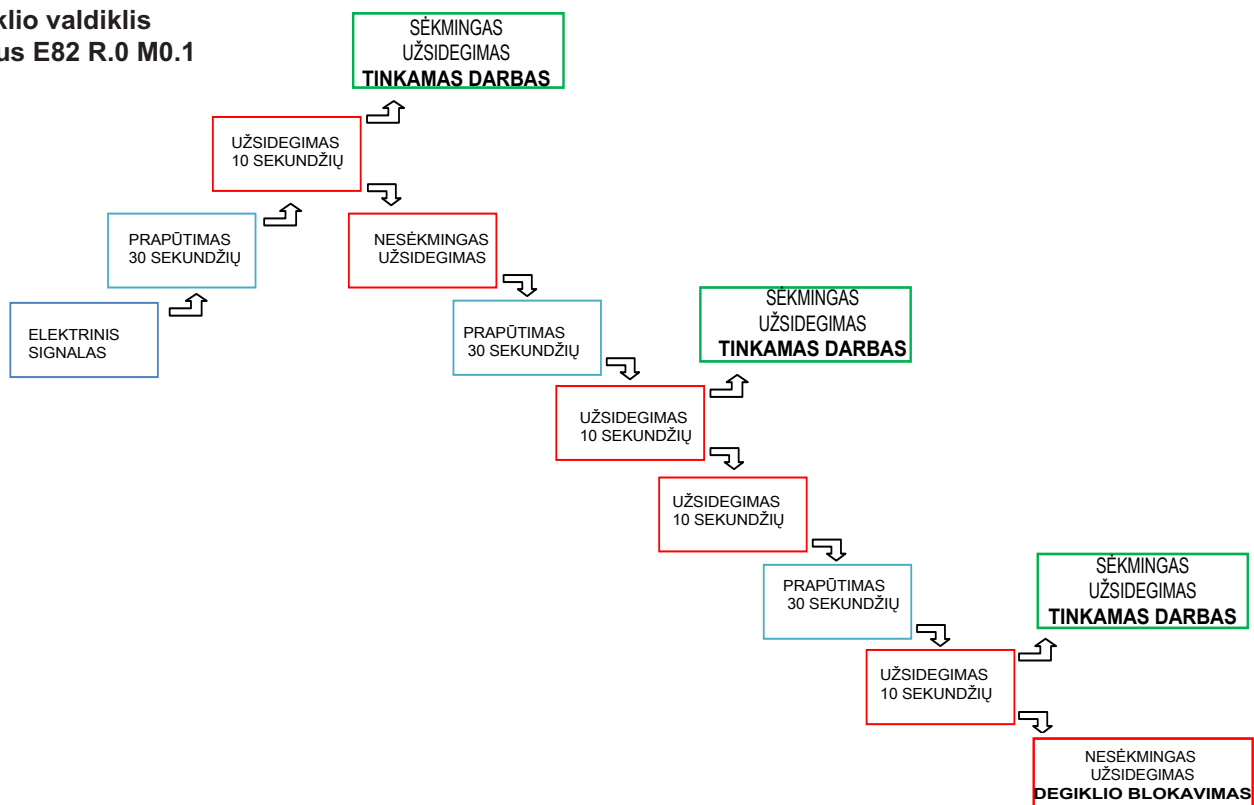 klio valdiklis
us E82 R.0 M0.1
SĖKMINGAS
UŽSIDEGIMAS
TINKAMAS DARBAS
UŽSIDEGIMAS
10 SEKUNDŽIŲ
PRAPŪTIMAS
30 SEKUNDŽIŲ
NESĖKMINGAS
UŽSIDEGIMAS
ELEKTRINIS
SIGNALAS
PRAPŪTIMAS
30 SEKUNDŽIŲ
SĖKMINGAS
UŽSIDEGIMAS
TINKAMAS DARBAS
UŽSIDEGIMAS
10 SEKUNDŽIŲ
UŽSIDEGIMAS
10 SEKUNDŽIŲ
PRAPŪTIMAS
30 SEKUNDŽIŲ
SĖKMINGAS
UŽSIDEGIMAS
TINKAMAS DARBAS
UŽSIDEGIMAS
10 SEKUNDŽIŲ
NESĖKMINGAS
UŽSIDEGIMAS
DEGIKLIO BLOKAVIMAS